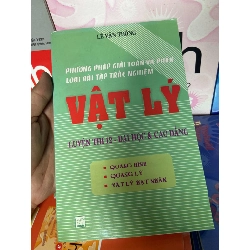 LÊ VĂN THÔNG
PHƯƠNG PHÁP GIẢI TOÁN VÀ PHÂN
LOẠI BÀI TẬP TRẮC NGHIỆM
VẬT LÝ
LUYỆN THI 12 - ĐẠI HỌC & CAO ĐẲNG
QUANG HÌNH
QUANG LÝ
VẬT LÝ HẠT NHÂN